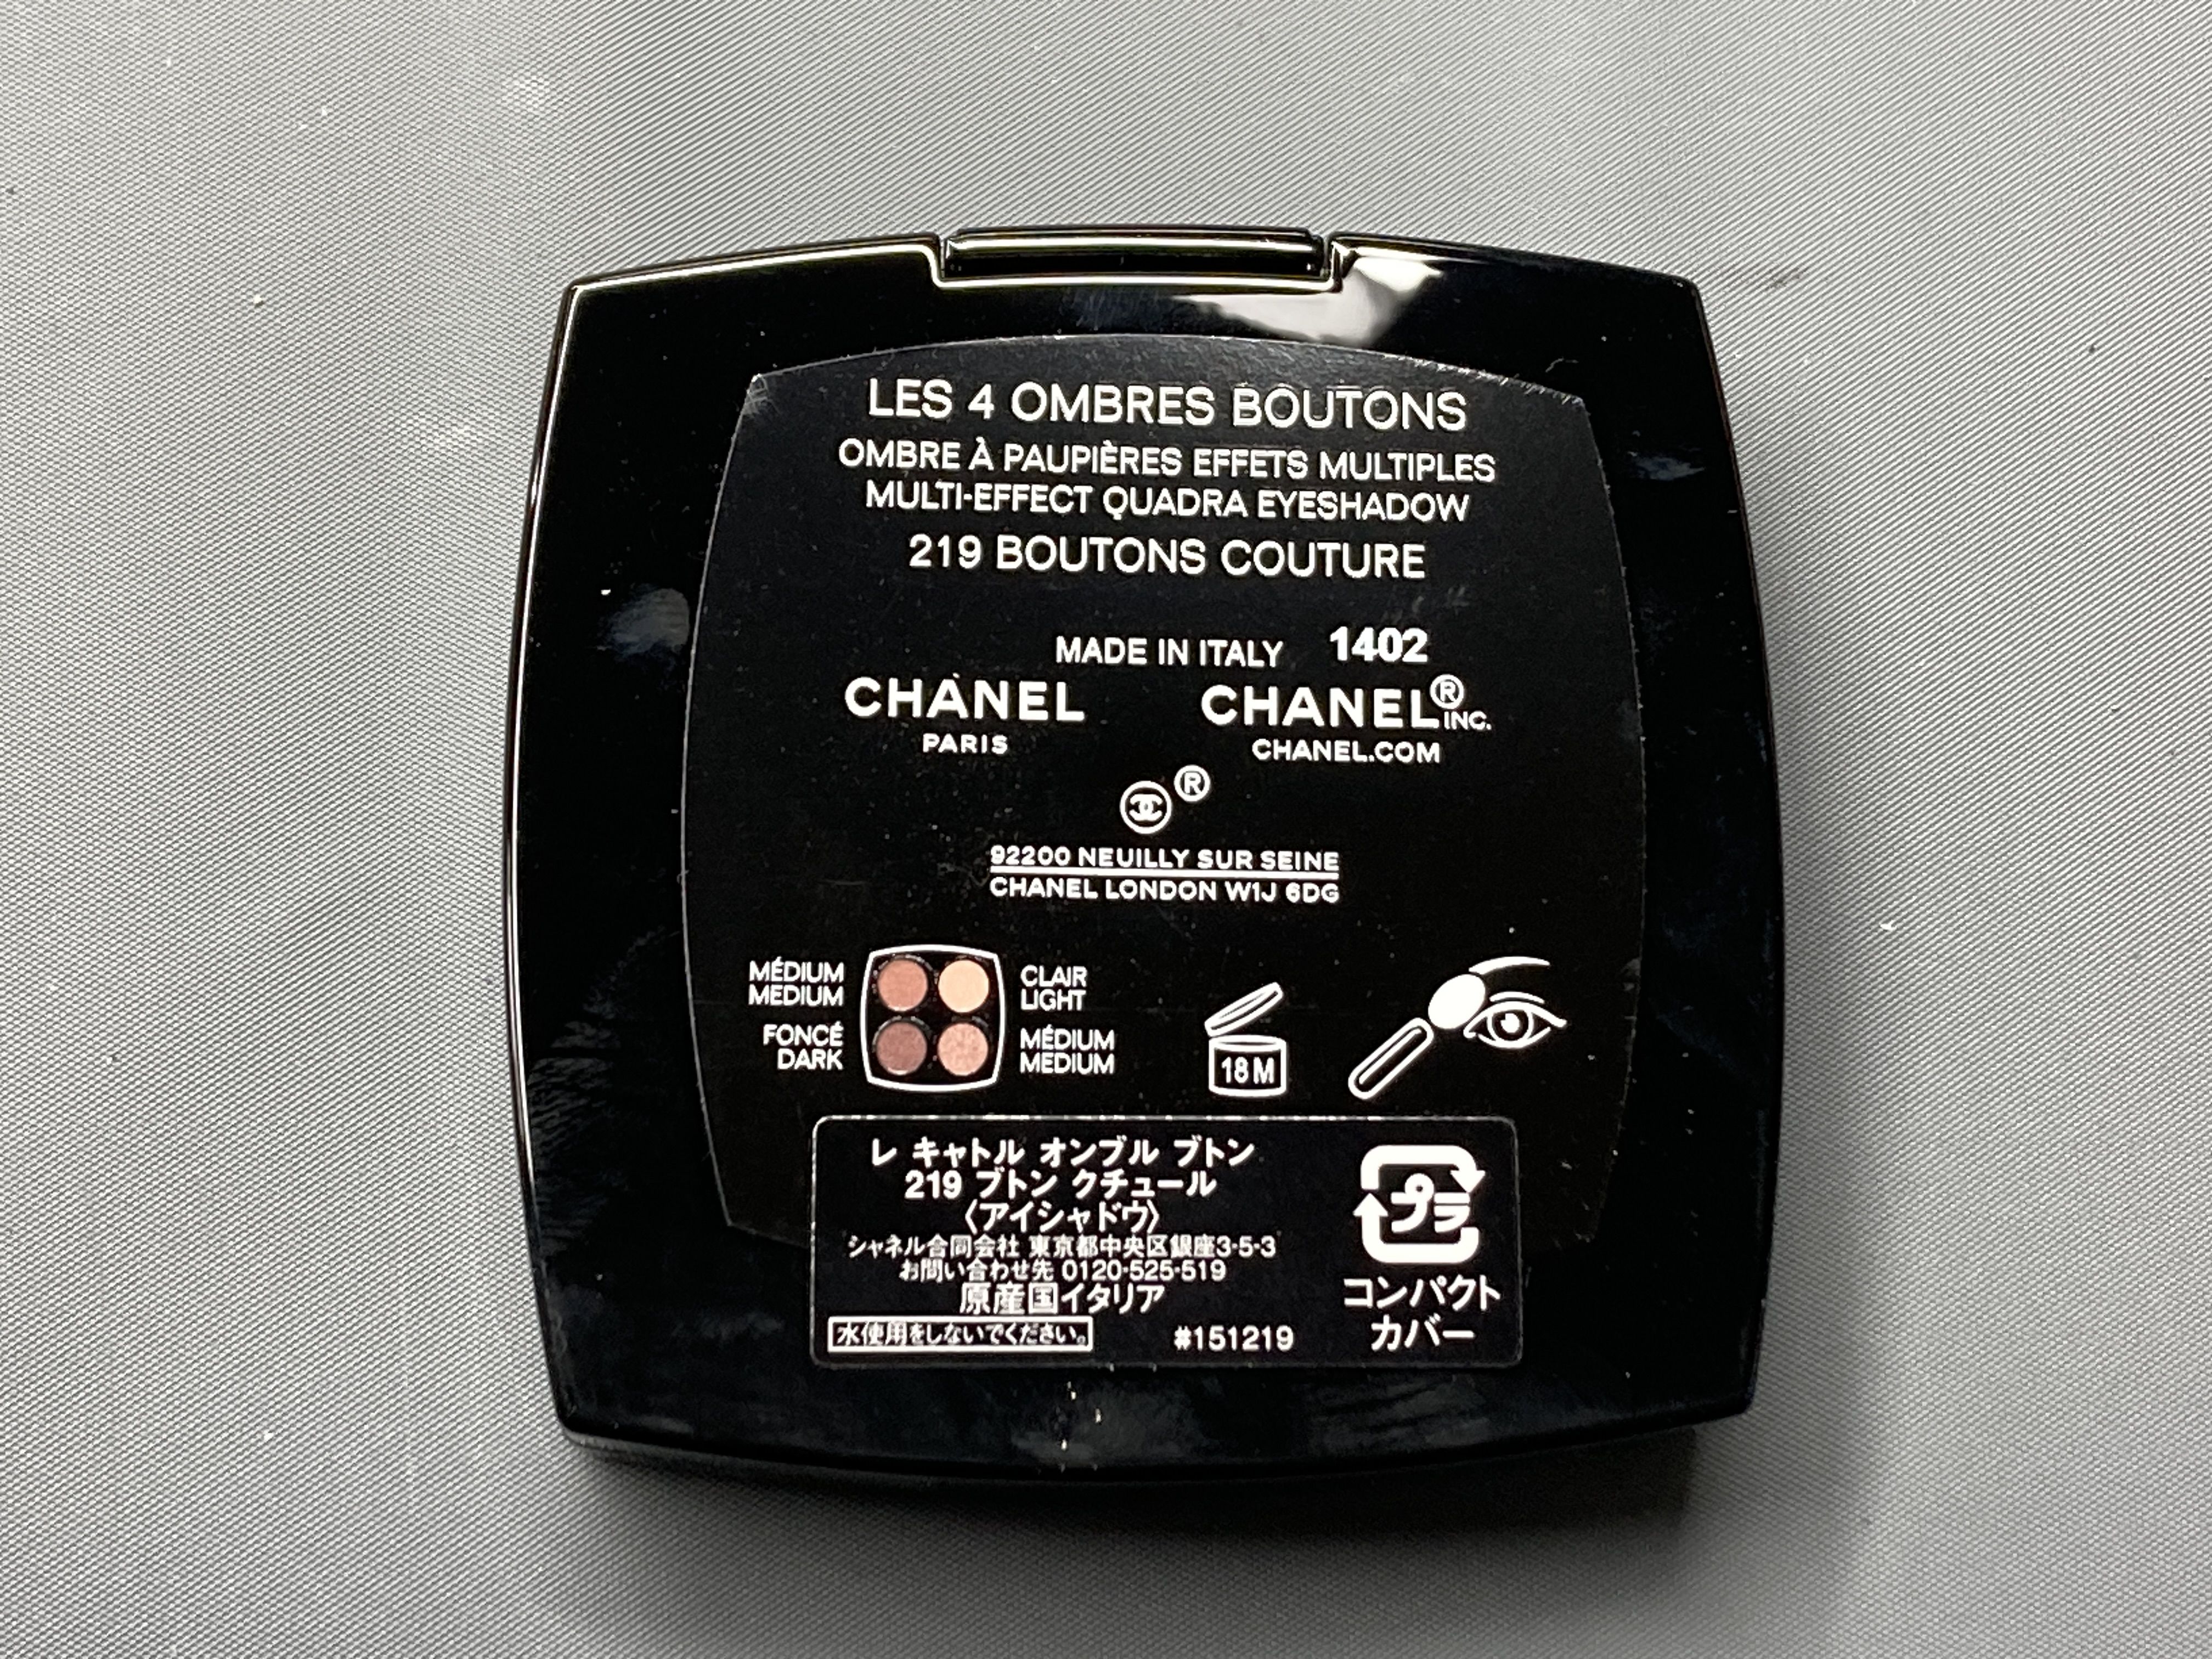 LES 4 OMBRES BOUTONS
OMBRE À PAUPIÈRES EFFETS MULTIPLES
MULTI-EFFECT QUADRA EYESHADOW
219 BOUTONS COUTURE
MADE IN ITALY 1402
CHANEL CHANEL® INC.
PARIS CHANEL.COM
®
92200 NEUILLY SUR SEINE
CHANEL LONDON W1J 6DG
MÉDIUM CLAIR
MEDIUM LIGHT
FONCÉ MÉDIUM
DARK MEDIUM
18M
レ キャトル オンブル ブトン
219 ブトン クチュール
〈アイシャドウ〉
シャネル合同会社 東京都中央区銀座3-5-3
お問い合わせ先 0120-525-519
原産国イタリア
水使用をしないでください。 #151219
プラ
コンパクト
カバー